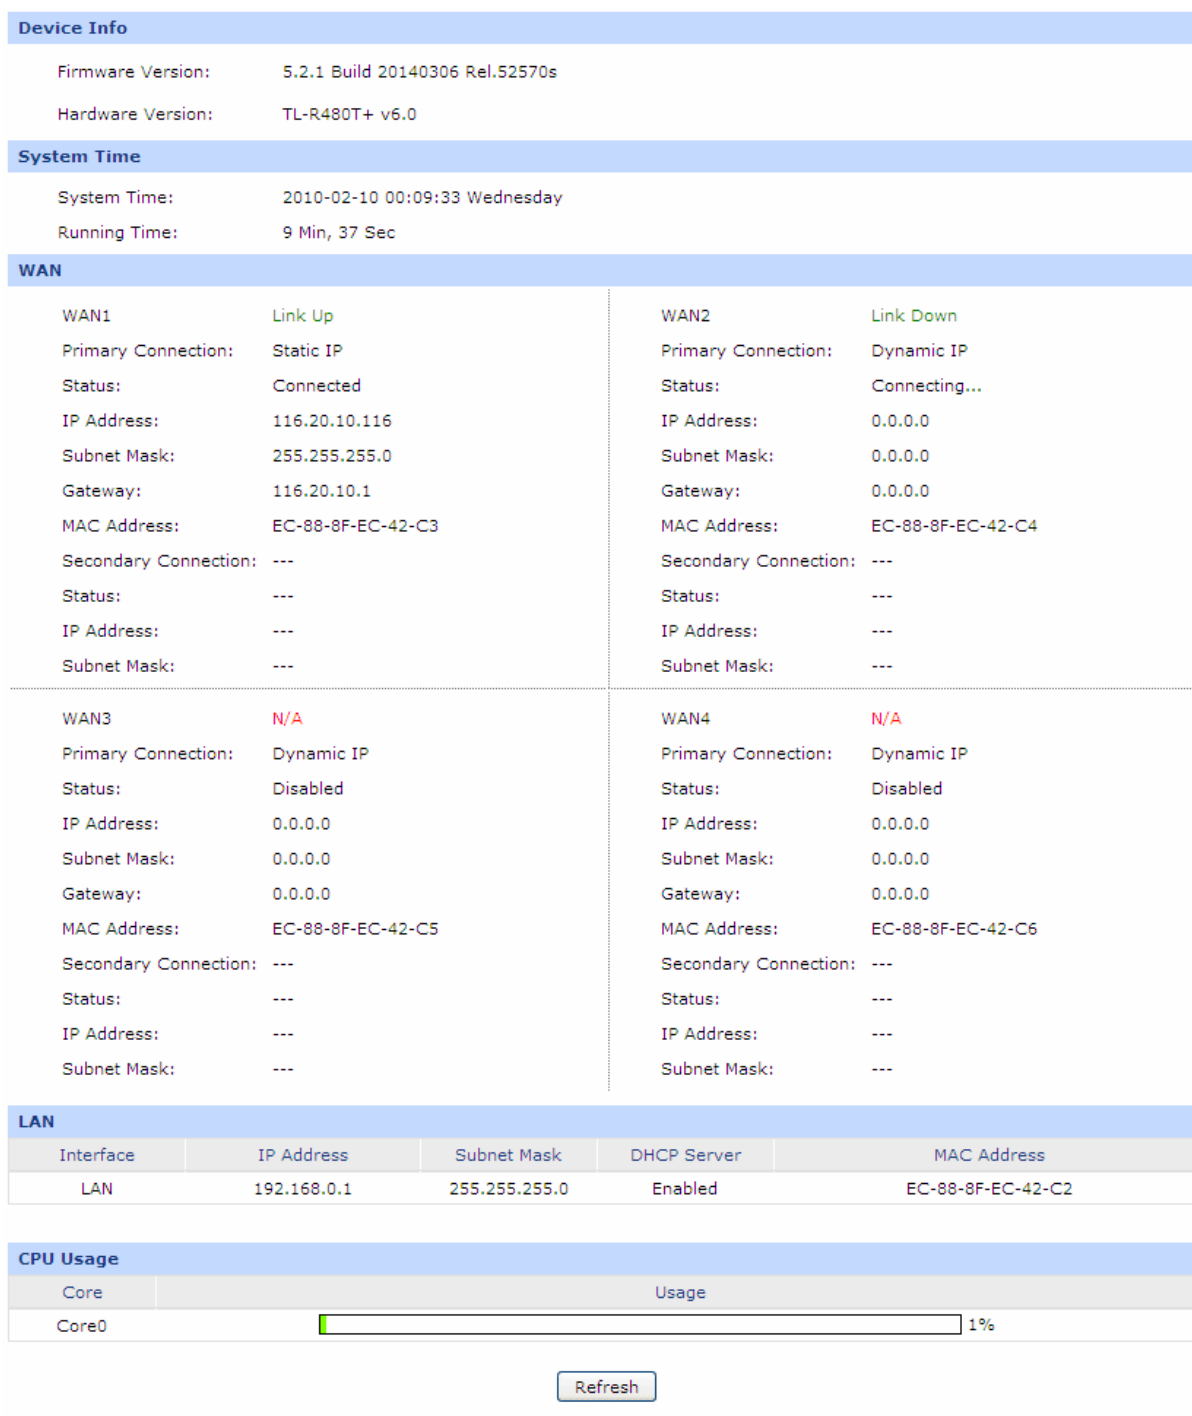 Device Info
Firmware Version: 5.2.1 Build 20140306 Rel.52570s
Hardware Version: TL-R480T+ v6.0
System Time
System Time: 2010-02-10 00:09:33 Wednesday
Running Time: 9 Min, 37 Sec
WAN
WAN1 Link Up
Primary Connection: Static IP
Status: Connected
IP Address: 116.20.10.116
Subnet Mask: 255.255.255.0
Gateway: 116.20.10.1
MAC Address: EC-88-8F-EC-42-C3
Secondary Connection: ---
Status: ---
IP Address: ---
Subnet Mask: ---
WAN2 Link Down
Primary Connection: Dynamic IP
Status: Connecting...
IP Address: 0.0.0.0
Subnet Mask: 0.0.0.0
Gateway: 0.0.0.0
MAC Address: EC-88-8F-EC-42-C4
Secondary Connection: ---
Status: ---
IP Address: ---
Subnet Mask: ---
WAN3 N/A
Primary Connection: Dynamic IP
Status: Disabled
IP Address: 0.0.0.0
Subnet Mask: 0.0.0.0
Gateway: 0.0.0.0
MAC Address: EC-88-8F-EC-42-C5
Secondary Connection: ---
Status: ---
IP Address: ---
Subnet Mask: ---
WAN4 N/A
Primary Connection: Dynamic IP
Status: Disabled
IP Address: 0.0.0.0
Subnet Mask: 0.0.0.0
Gateway: 0.0.0.0
MAC Address: EC-88-8F-EC-42-C6
Secondary Connection: ---
Status: ---
IP Address: ---
Subnet Mask: ---
LAN
Interface IP Address Subnet Mask DHCP Server MAC Address
LAN 192.168.0.1 255.255.255.0 Enabled EC-88-8F-EC-42-C2
CPU Usage
Core Usage
Core0 1%
Refresh